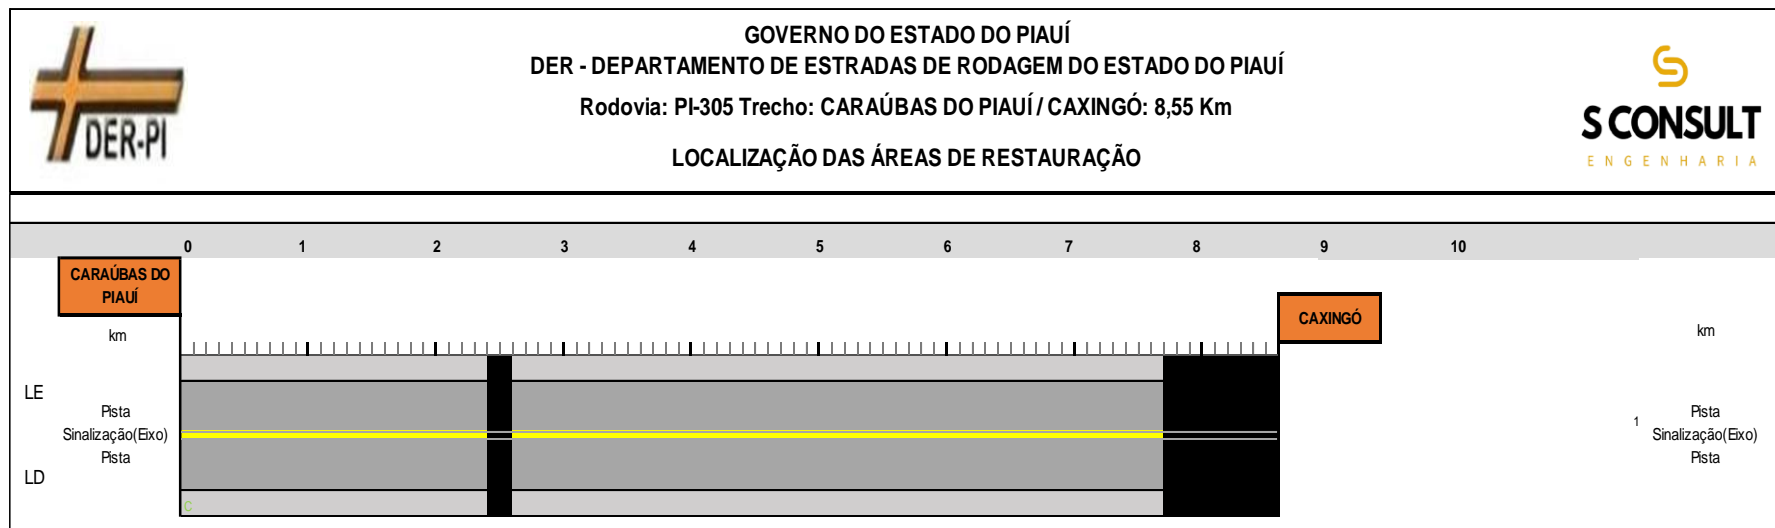 GOVERNO DO ESTADO DO PIAUÍ
DER - DEPARTAMENTO DE ESTRADAS DE RODAGEM DO ESTADO DO PIAUÍ
Rodovia: PI-305 Trecho: CARAÚBAS DO PIAUÍ / CAXINGÓ: 8,55 Km
LOCALIZAÇÃO DAS ÁREAS DE RESTAURAÇÃO
DER-PI
S CONSULT
ENGENHARIA
0 1 2 3 4 5 6 7 8 9 10
CARAÚBAS DO
PIAUÍ
CAXINGÓ
km
km
LE
Pista
Sinalização(Eixo)
Pista
LD
C
1
Pista
Sinalização(Eixo)
Pista